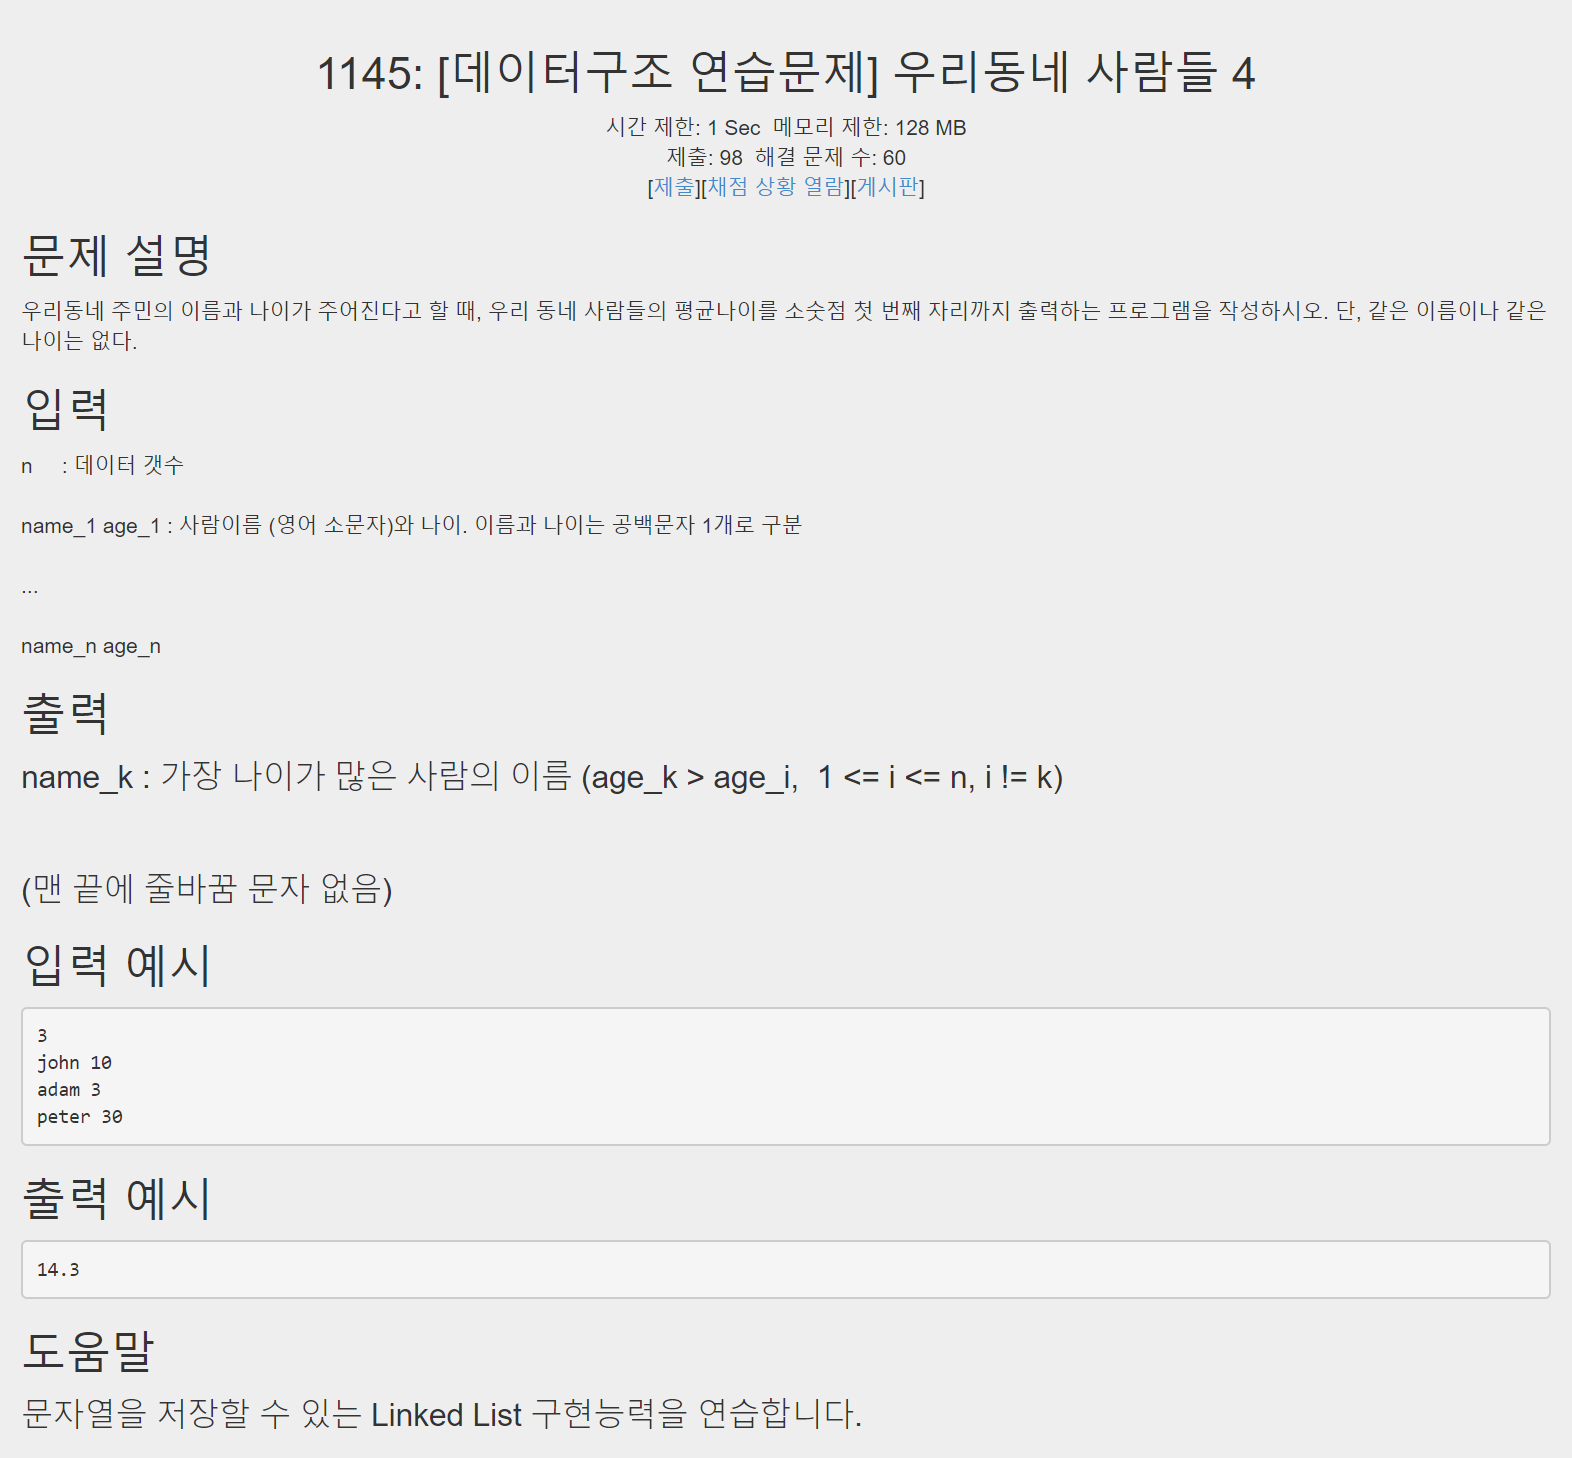 1145: [데이터구조 연습문제] 우리동네 사람들 4
시간 제한: 1 Sec  메모리 제한: 128 MB
제출: 98  해결 문제 수: 60
[제출][채점 상황 열람][게시판]
문제 설명
우리동네 주민의 이름과 나이가 주어진다고 할 때, 우리 동네 사람들의 평균나이를 소숫점 첫 번째 자리까지 출력하는 프로그램을 작성하시오. 단, 같은 이름이나 같은
나이는 없다.
입력
n     : 데이터 갯수
name_1 age_1 : 사람이름 (영어 소문자)와 나이. 이름과 나이는 공백문자 1개로 구분
...
name_n age_n
출력
name_k : 가장 나이가 많은 사람의 이름 (age_k > age_i,  1 <= i <= n, i != k)
(맨 끝에 줄바꿈 문자 없음)
입력 예시
3
john 10
adam 3
peter 30
출력 예시
14.3
도움말
문자열을 저장할 수 있는 Linked List 구현능력을 연습합니다.